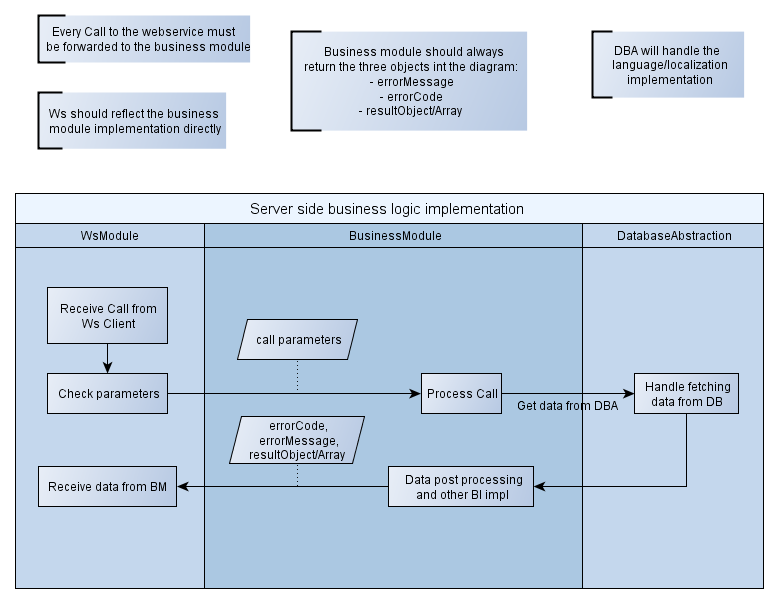 Every Call to the webservice must
be forwarded to the business module
Ws should reflect the business
module implementation directly
Business module should always
return the three objects int the diagram:
- errorMessage
- errorCode
- resultObject/Array
DBA will handle the
language/localization
implementation
Server side business logic implementation
WsModule
BusinessModule
DatabaseAbstraction
Receive Call from
Ws Client
call parameters
Check parameters
Process Call
Get data from DBA
Handle fetching
data from DB
errorCode,
errorMessage,
resultObject/Array
Receive data from BM
Data post processing
and other BI impl